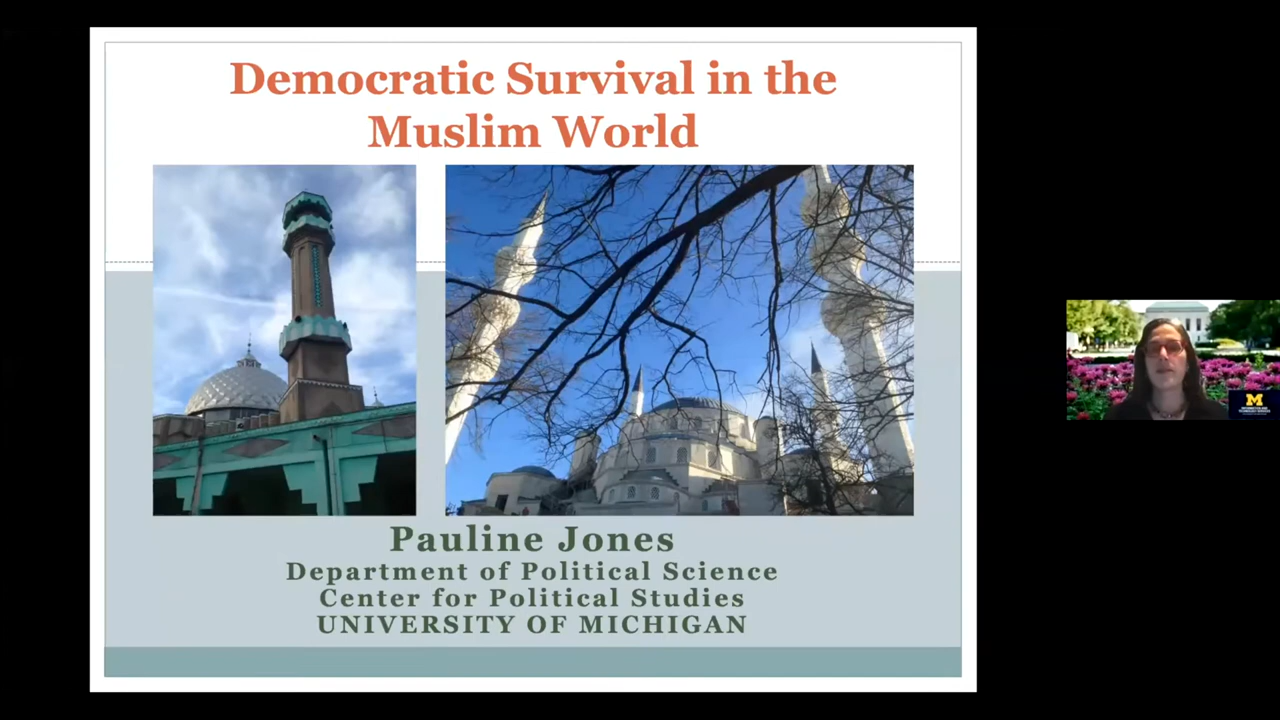 Democratic Survival in the
Muslim World
Pauline Jones
Department of Political Science
Center for Political Studies
UNIVERSITY OF MICHIGAN
M